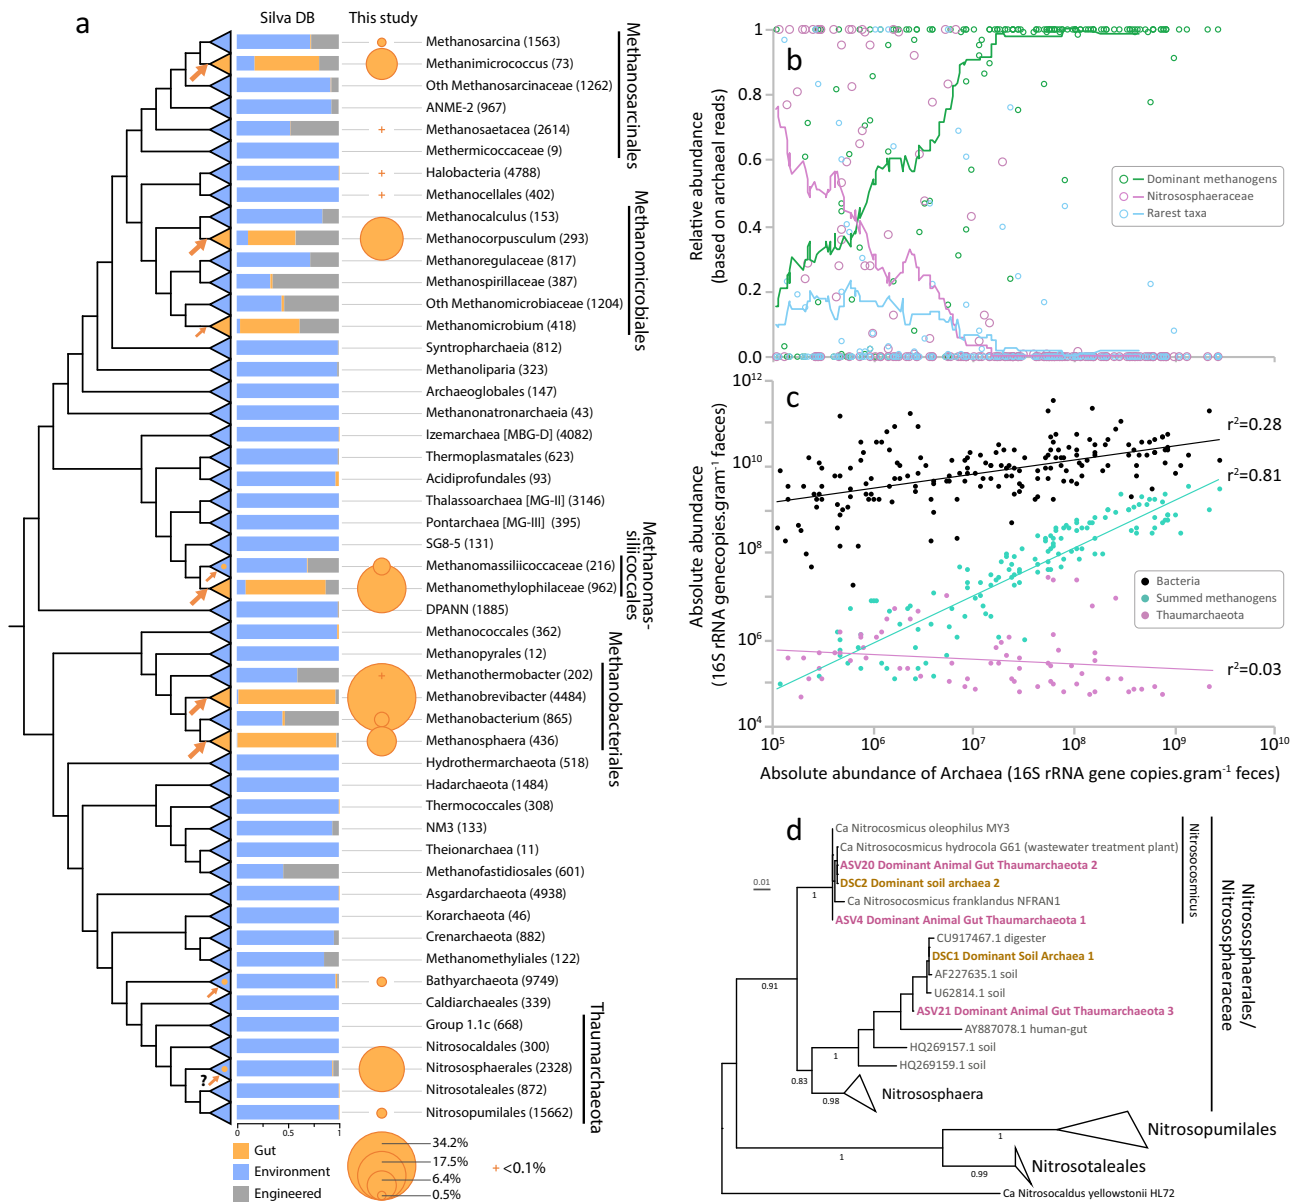 a
Silva DB
This study
Methanosarcina (1563)
Methanimicrococcus (73)
Oth Methanosarcinaceae (1262)
ANME-2 (967)
Methanosaetacea (2614)
Methermicoccaceae (9)
Halobacteria (4788)
Methanocellales (402)
Methanocalculus (153)
Methanocorpusculum (293)
Methanoregulaceae (817)
Methanospirillaceae (387)
Oth Methanomicrobiaceae (1204)
Methanomicrobium (418)
Syntropharchaeia (812)
Methanoliparia (323)
Archaeoglobales (147)
Methanonatronarchaeia (43)
Izemarchaea [MBG-D] (4082)
Thermoplasmatales (623)
Acidiprofundales (93)
Thalassoarchaea [MG-II] (3146)
Pontarchaea [MG-III] (395)
SG8-5 (131)
Methanomassiliicoccaceae (216)
Methanomethylophilaceae (962)
DPANN (1885)
Methanococcales (362)
Methanopyrales (12)
Methanothermobacter (202)
Methanobrevibacter (4484)
Methanobacterium (865)
Methanosphaera (436)
Hydrothermarchaeota (518)
Hadarchaeota (1484)
Thermococcales (308)
NM3 (133)
Theionarchaea (11)
Methanofastidiosales (601)
Asgardarchaeota (4938)
Korarchaeota (46)
Crenarchaeota (882)
Methanomethyliales (122)
Bathyarchaeota (9749)
Caldiarchaeales (339)
Group 1.1c (668)
Nitrosocaldales (300)
Nitrososphaerales (2328)
?
Nitrosotaleales (872)
Nitrosopumilales (15662)
Methanosarcinales
Methanomicrobiales
Methanomas-
siliicoccales
Methanobacteriales
Thaumarchaeota
0 0.5 1
Gut
Environment
Engineered
34.2%
17.5%
6.4%
0.5%
+ <0.1%
b
Relative abundance
(based on archaeal reads)
1
0.8
0.6
0.4
0.2
0.0
Dominant methanogens
Nitrososphaeraceae
Rarest taxa
c
Absolute abundance
(16S rRNA genecopies.gram⁻¹ faeces)
10¹²
10¹⁰
10⁸
10⁶
10⁴
r²=0.28
r²=0.81
r²=0.03
Bacteria
Summed methanogens
Thaumarchaeota
10⁵ 10⁶ 10⁷ 10⁸ 10⁹ 10¹⁰
Absolute abundance of Archaea (16S rRNA gene copies.gram⁻¹ feces)
d
0.01
Ca Nitrocosmicus oleophilus MY3
Ca Nitrosocosmicus hydrocola G61 (wastewater treatment plant)
ASV20 Dominant Animal Gut Thaumarchaeota 2
DSC2 Dominant soil archaea 2
Ca Nitrosocosmicus franklandus NFRAN1
ASV4 Dominant Animal Gut Thaumarchaeota 1
CU917467.1 digester
DSC1 Dominant Soil Archaea 1
AF227635.1 soil
U62814.1 soil
ASV21 Dominant Animal Gut Thaumarchaeota 3
AY887078.1 human-gut
HQ269157.1 soil
HQ269159.1 soil
Nitrososphaera
Nitrosopumilales
Nitrosotaleales
Ca Nitrosocaldus yellowstonii HL72
1
0.91
1
0.83
0.98
1
1
0.99
Nitrosocosmicus
Nitrososphaerales/
Nitrososphaeraceae